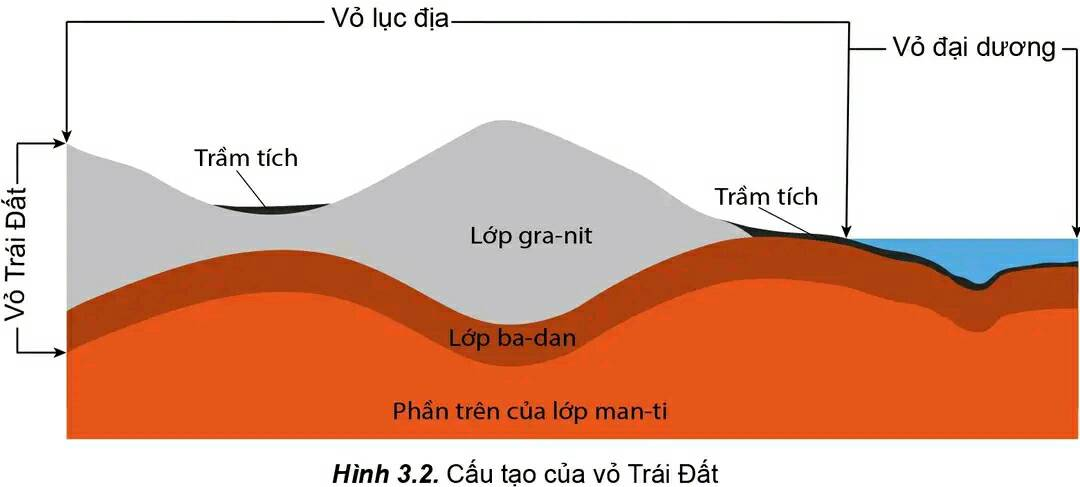 Vỏ lục địa
Vỏ đại dương
Trầm tích
Trầm tích
Vỏ Trái Đất
Lớp gra-nit
Lớp ba-dan
Phần trên của lớp man-ti
Hình 3.2. Cấu tạo của vỏ Trái Đất